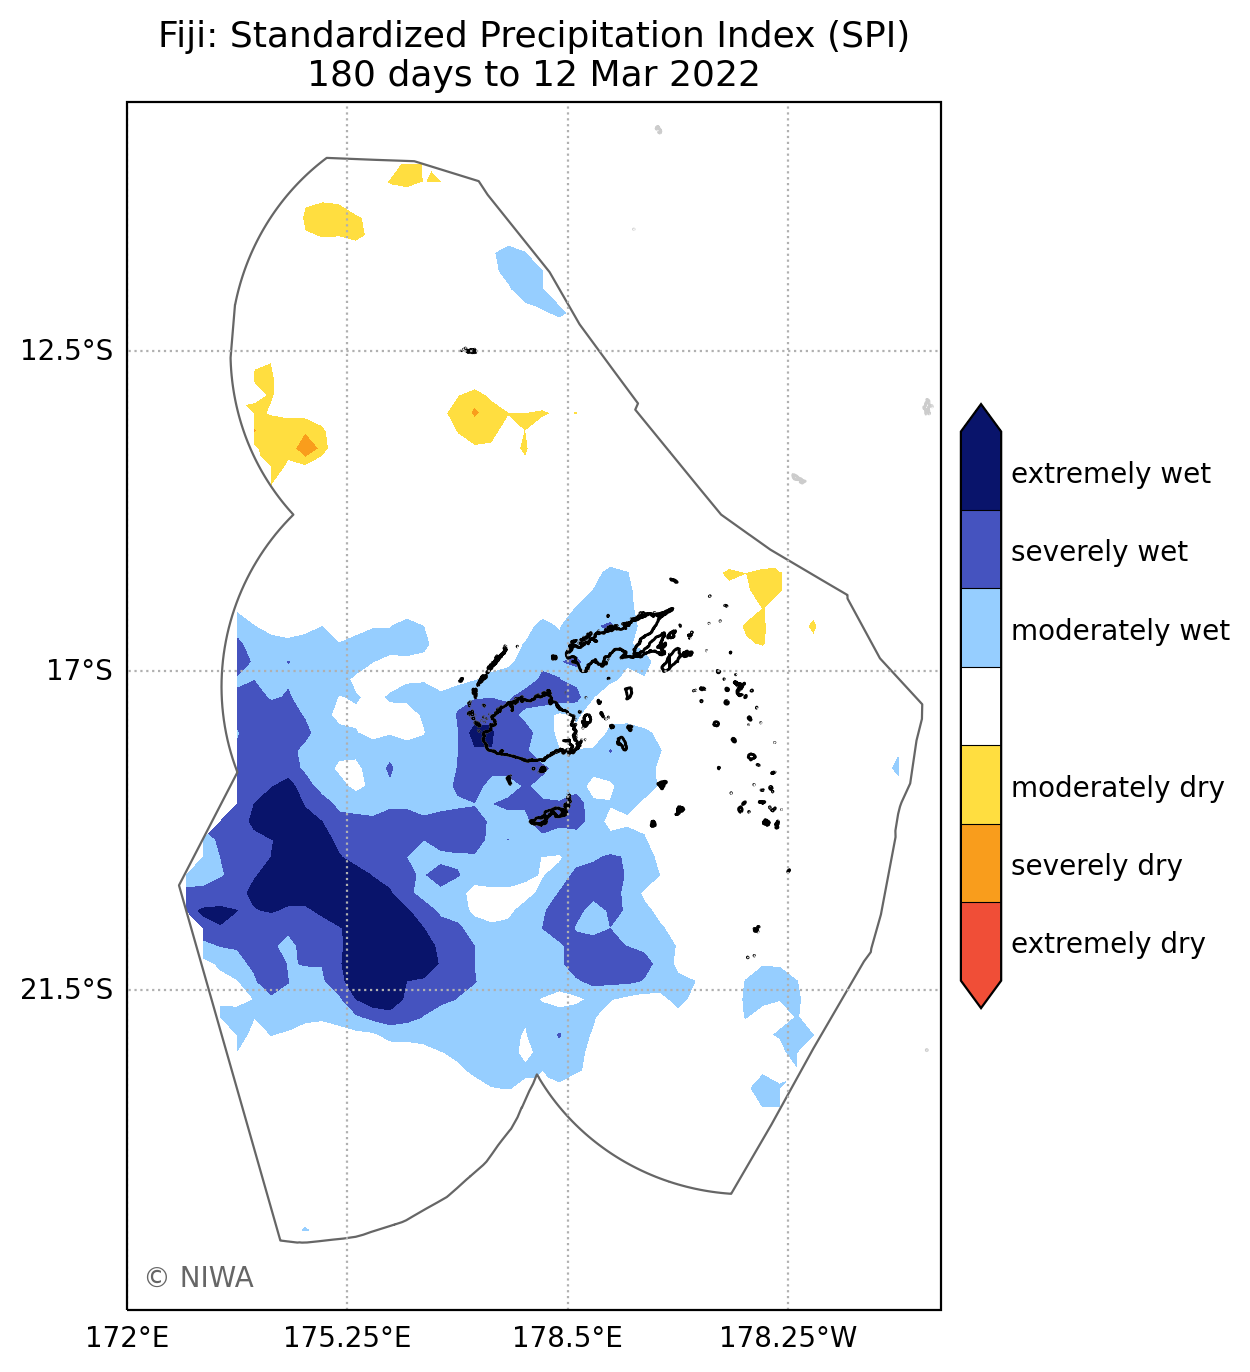 Fiji: Standardized Precipitation Index (SPI)
180 days to 12 Mar 2022
12.5°S
17°S
21.5°S
172°E
175.25°E
178.5°E
178.25°W
© NIWA
extremely wet
severely wet
moderately wet
moderately dry
severely dry
extremely dry